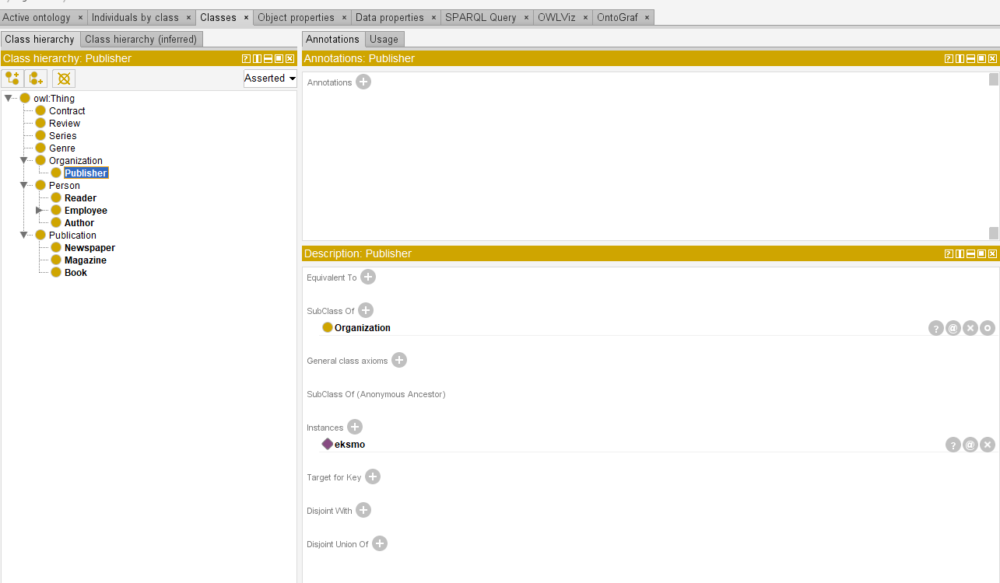 Active ontology × Individuals by class × Classes × Object properties × Data properties × SPARQL Query × OWLViz × OntoGraf ×
Class hierarchy Class hierarchy (inferred)
Class hierarchy: Publisher
Asserted
owl:Thing
Contract
Review
Series
Genre
Organization
Publisher
Person
Reader
Employee
Author
Publication
Newspaper
Magazine
Book
Annotations Usage
Annotations: Publisher
Annotations
Description: Publisher
Equivalent To
SubClass Of
Organization
General class axioms
SubClass Of (Anonymous Ancestor)
Instances
eksmo
Target for Key
Disjoint With
Disjoint Union Of